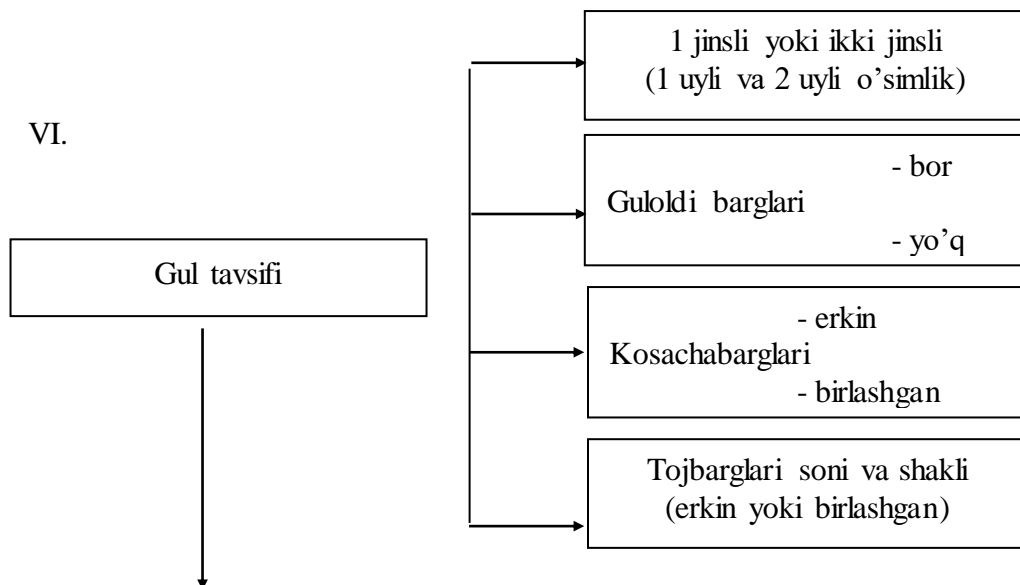 VI.
Gul tavsifi
1 jinsli yoki ikki jinsli
(1 uyli va 2 uyli o’simlik)
- bor
Guloldi barglari
- yo’q
- erkin
Kosachabarglari
- birlashgan
Tojbarglari soni va shakli
(erkin yoki birlashgan)